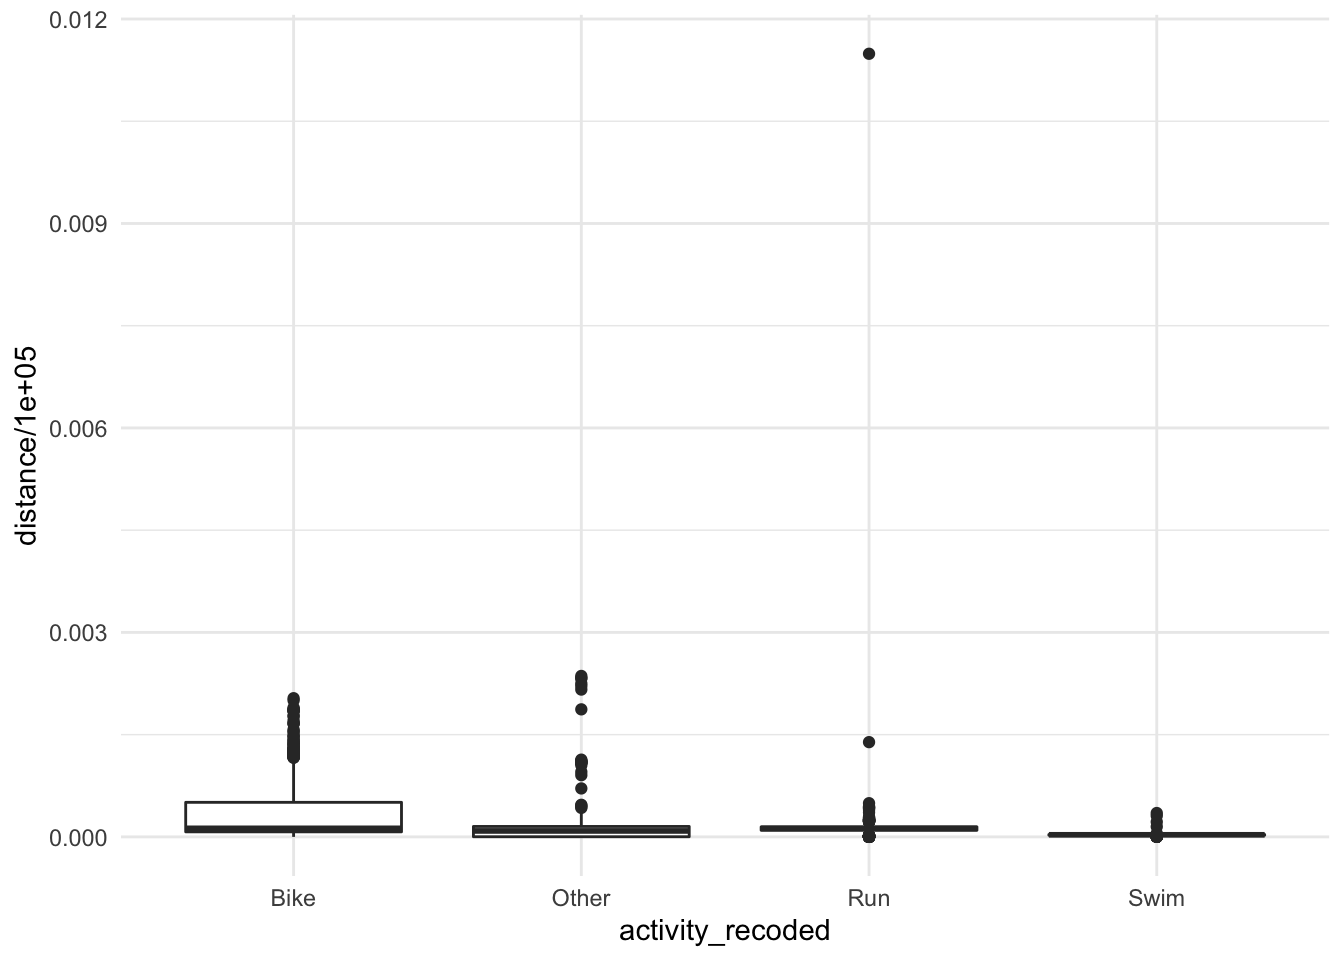 0.012
0.009
0.006
0.003
0.000
distance/1e+05
Bike Other Run Swim
activity_recoded